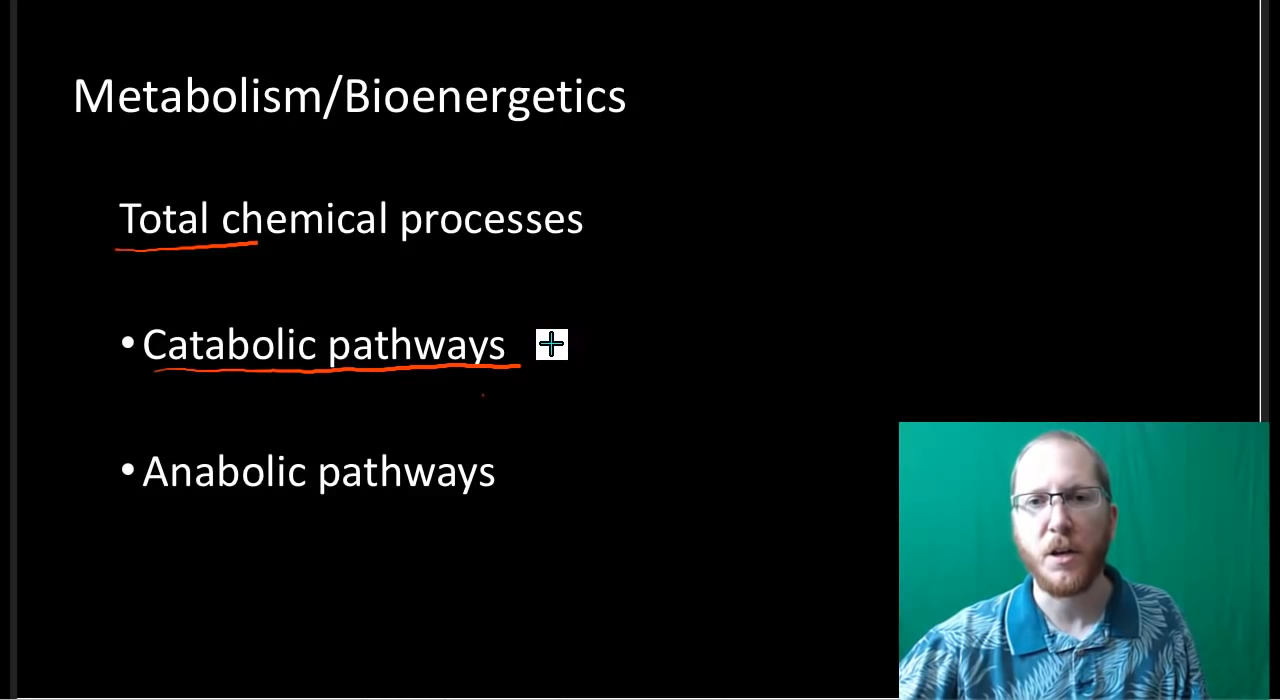 Metabolism/Bioenergetics
Total chemical processes
• Catabolic pathways
• Anabolic pathways